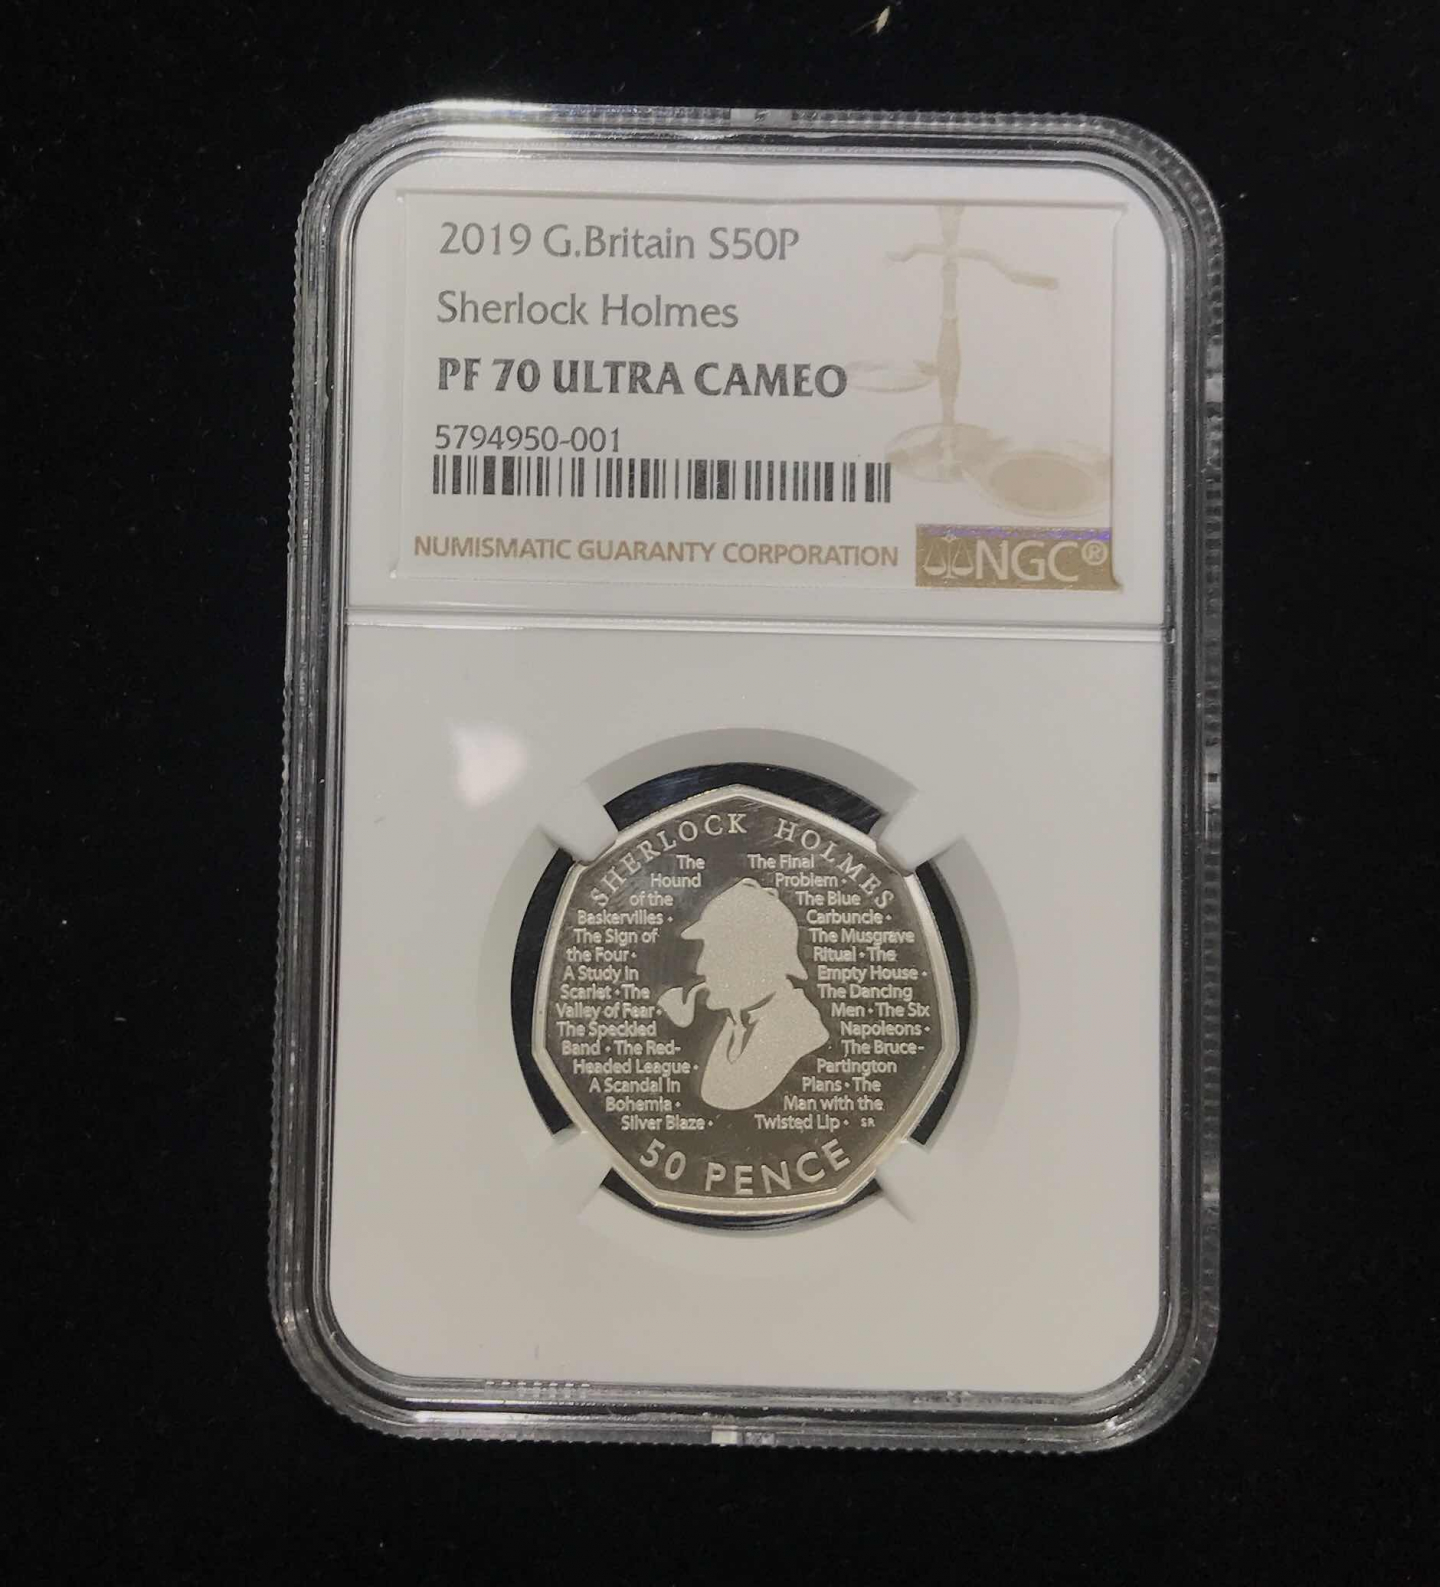 2019 G.Britain S50P
Sherlock Holmes
PF 70 ULTRA CAMEO
5794950-001
NUMISMATIC GUARANTY CORPORATION NGC®
SHERLOCK HOLMES
The
Hound
of the
Baskervilles •
The Sign of
the Four •
A Study in
Scarlet • The
Valley of Fear •
The Speckled
Band • The Red-
Headed League •
A Scandal in
Bohemia •
Silver Blaze •
The Final
Problem •
The Blue
Carbuncle •
The Musgrave
Ritual • The
Empty House •
The Dancing
Men • The Six
Napoleons •
The Bruce-
Partington
Plans • The
Man with the
Twisted Lip • SR
50 PENCE